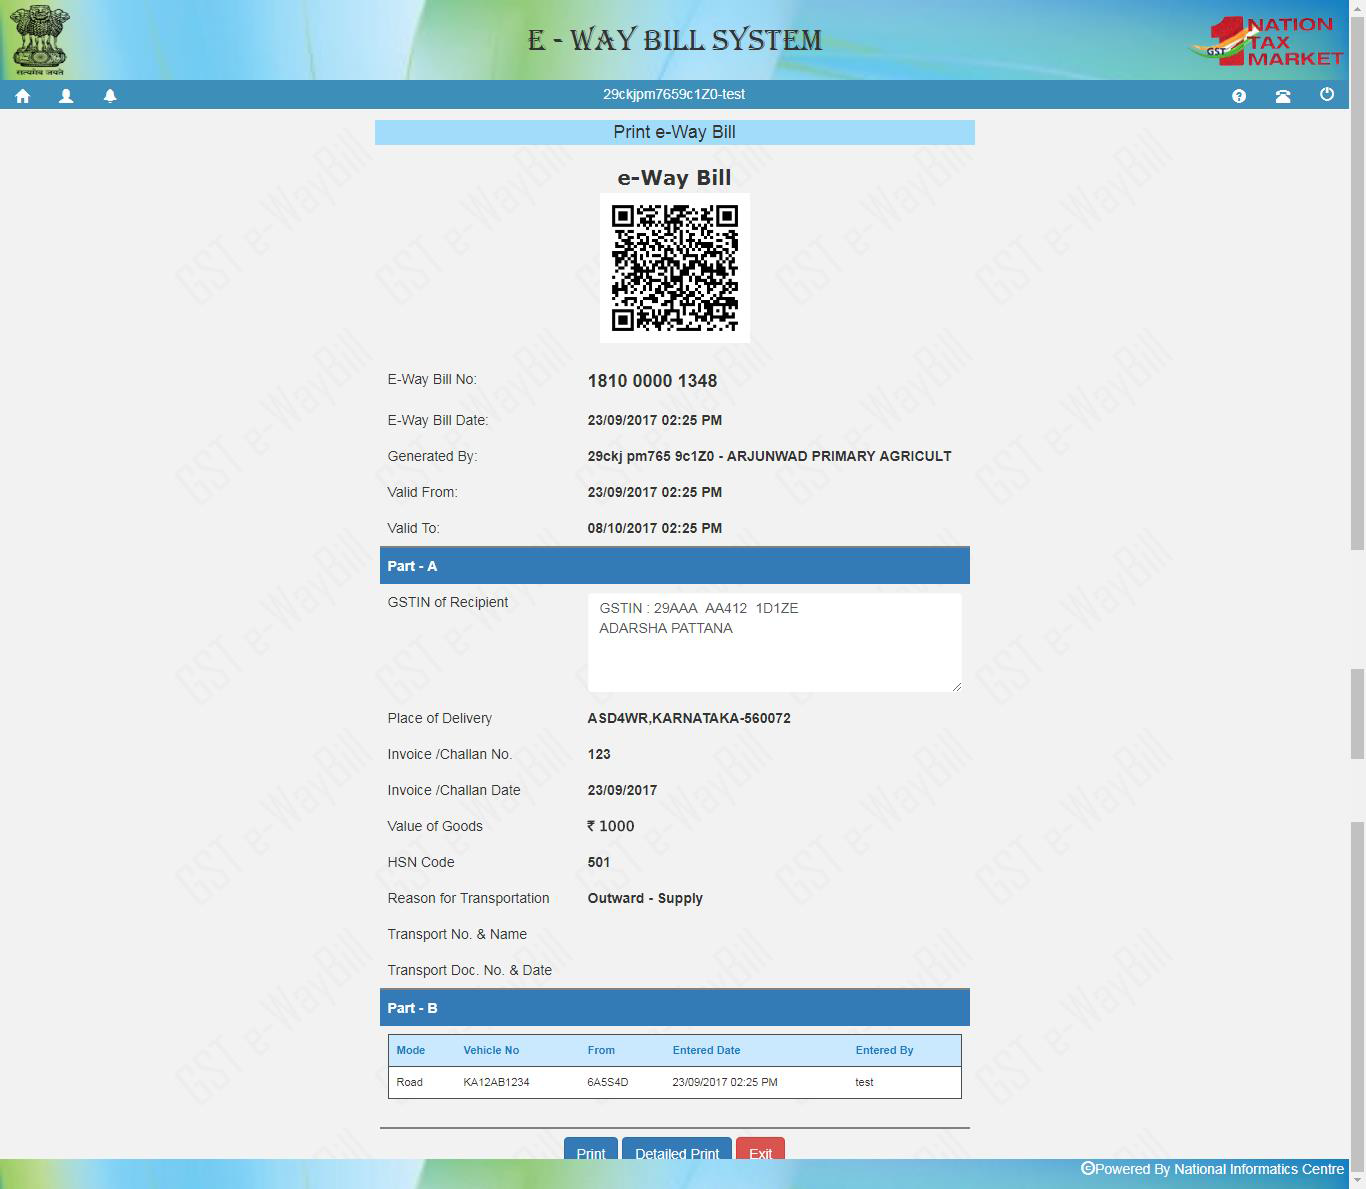 सत्यमेव जयते
E - WAY BILL SYSTEM
GST 1 NATION TAX MARKET
29ckjpm7659c1Z0-test
Print e-Way Bill
e-Way Bill
E-Way Bill No: 1810 0000 1348
E-Way Bill Date: 23/09/2017 02:25 PM
Generated By: 29ckj pm765 9c1Z0 - ARJUNWAD PRIMARY AGRICULT
Valid From: 23/09/2017 02:25 PM
Valid To: 08/10/2017 02:25 PM
Part - A
GSTIN of Recipient GSTIN : 29AAA AA412 1D1ZE
ADARSHA PATTANA
Place of Delivery ASD4WR,KARNATAKA-560072
Invoice /Challan No. 123
Invoice /Challan Date 23/09/2017
Value of Goods ₹ 1000
HSN Code 501
Reason for Transportation Outward - Supply
Transport No. & Name
Transport Doc. No. & Date
Part - B
Mode Vehicle No From Entered Date Entered By
Road KA12AB1234 6A5S4D 23/09/2017 02:25 PM test
Print Detailed Print Exit
©Powered By National Informatics Centre
GST e-WayBill